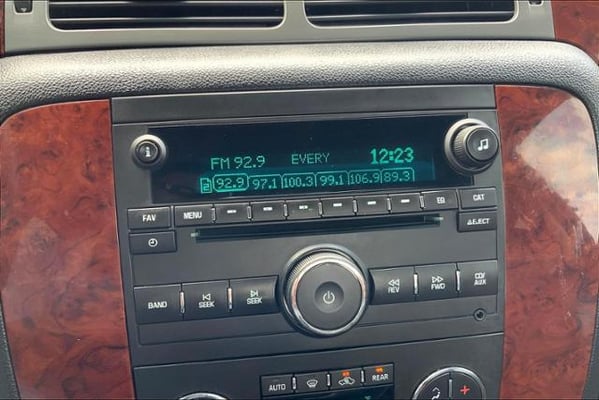 FM 92.9 EVERY 12:23
2 92.9 97.1 100.3 99.1 106.9 89.3
FAV MENU EQ CAT
EJECT
BAND SEEK SEEK REV FWD CD/AUX
AUTO REAR